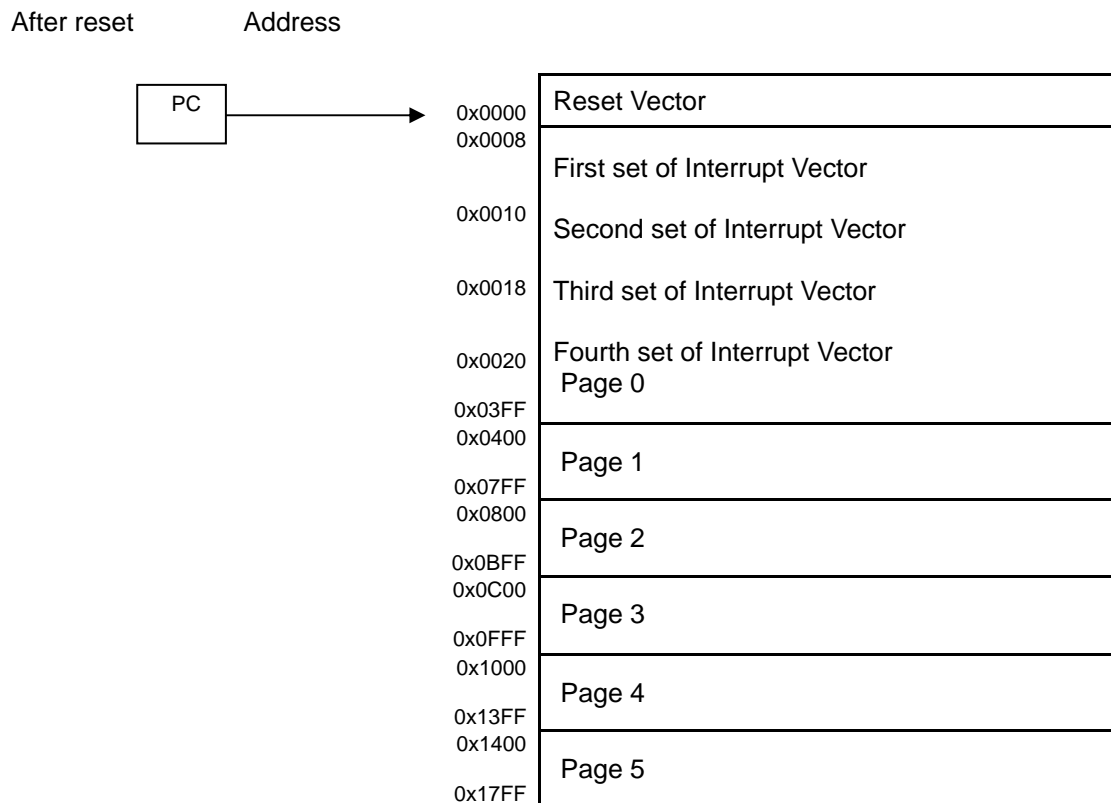 After reset Address
PC
0x0000 Reset Vector
0x0008
First set of Interrupt Vector
0x0010
Second set of Interrupt Vector
0x0018 Third set of Interrupt Vector
0x0020 Fourth set of Interrupt Vector
Page 0
0x03FF
0x0400
Page 1
0x07FF
0x0800
Page 2
0x0BFF
0x0C00
Page 3
0x0FFF
0x1000
Page 4
0x13FF
0x1400
Page 5
0x17FF